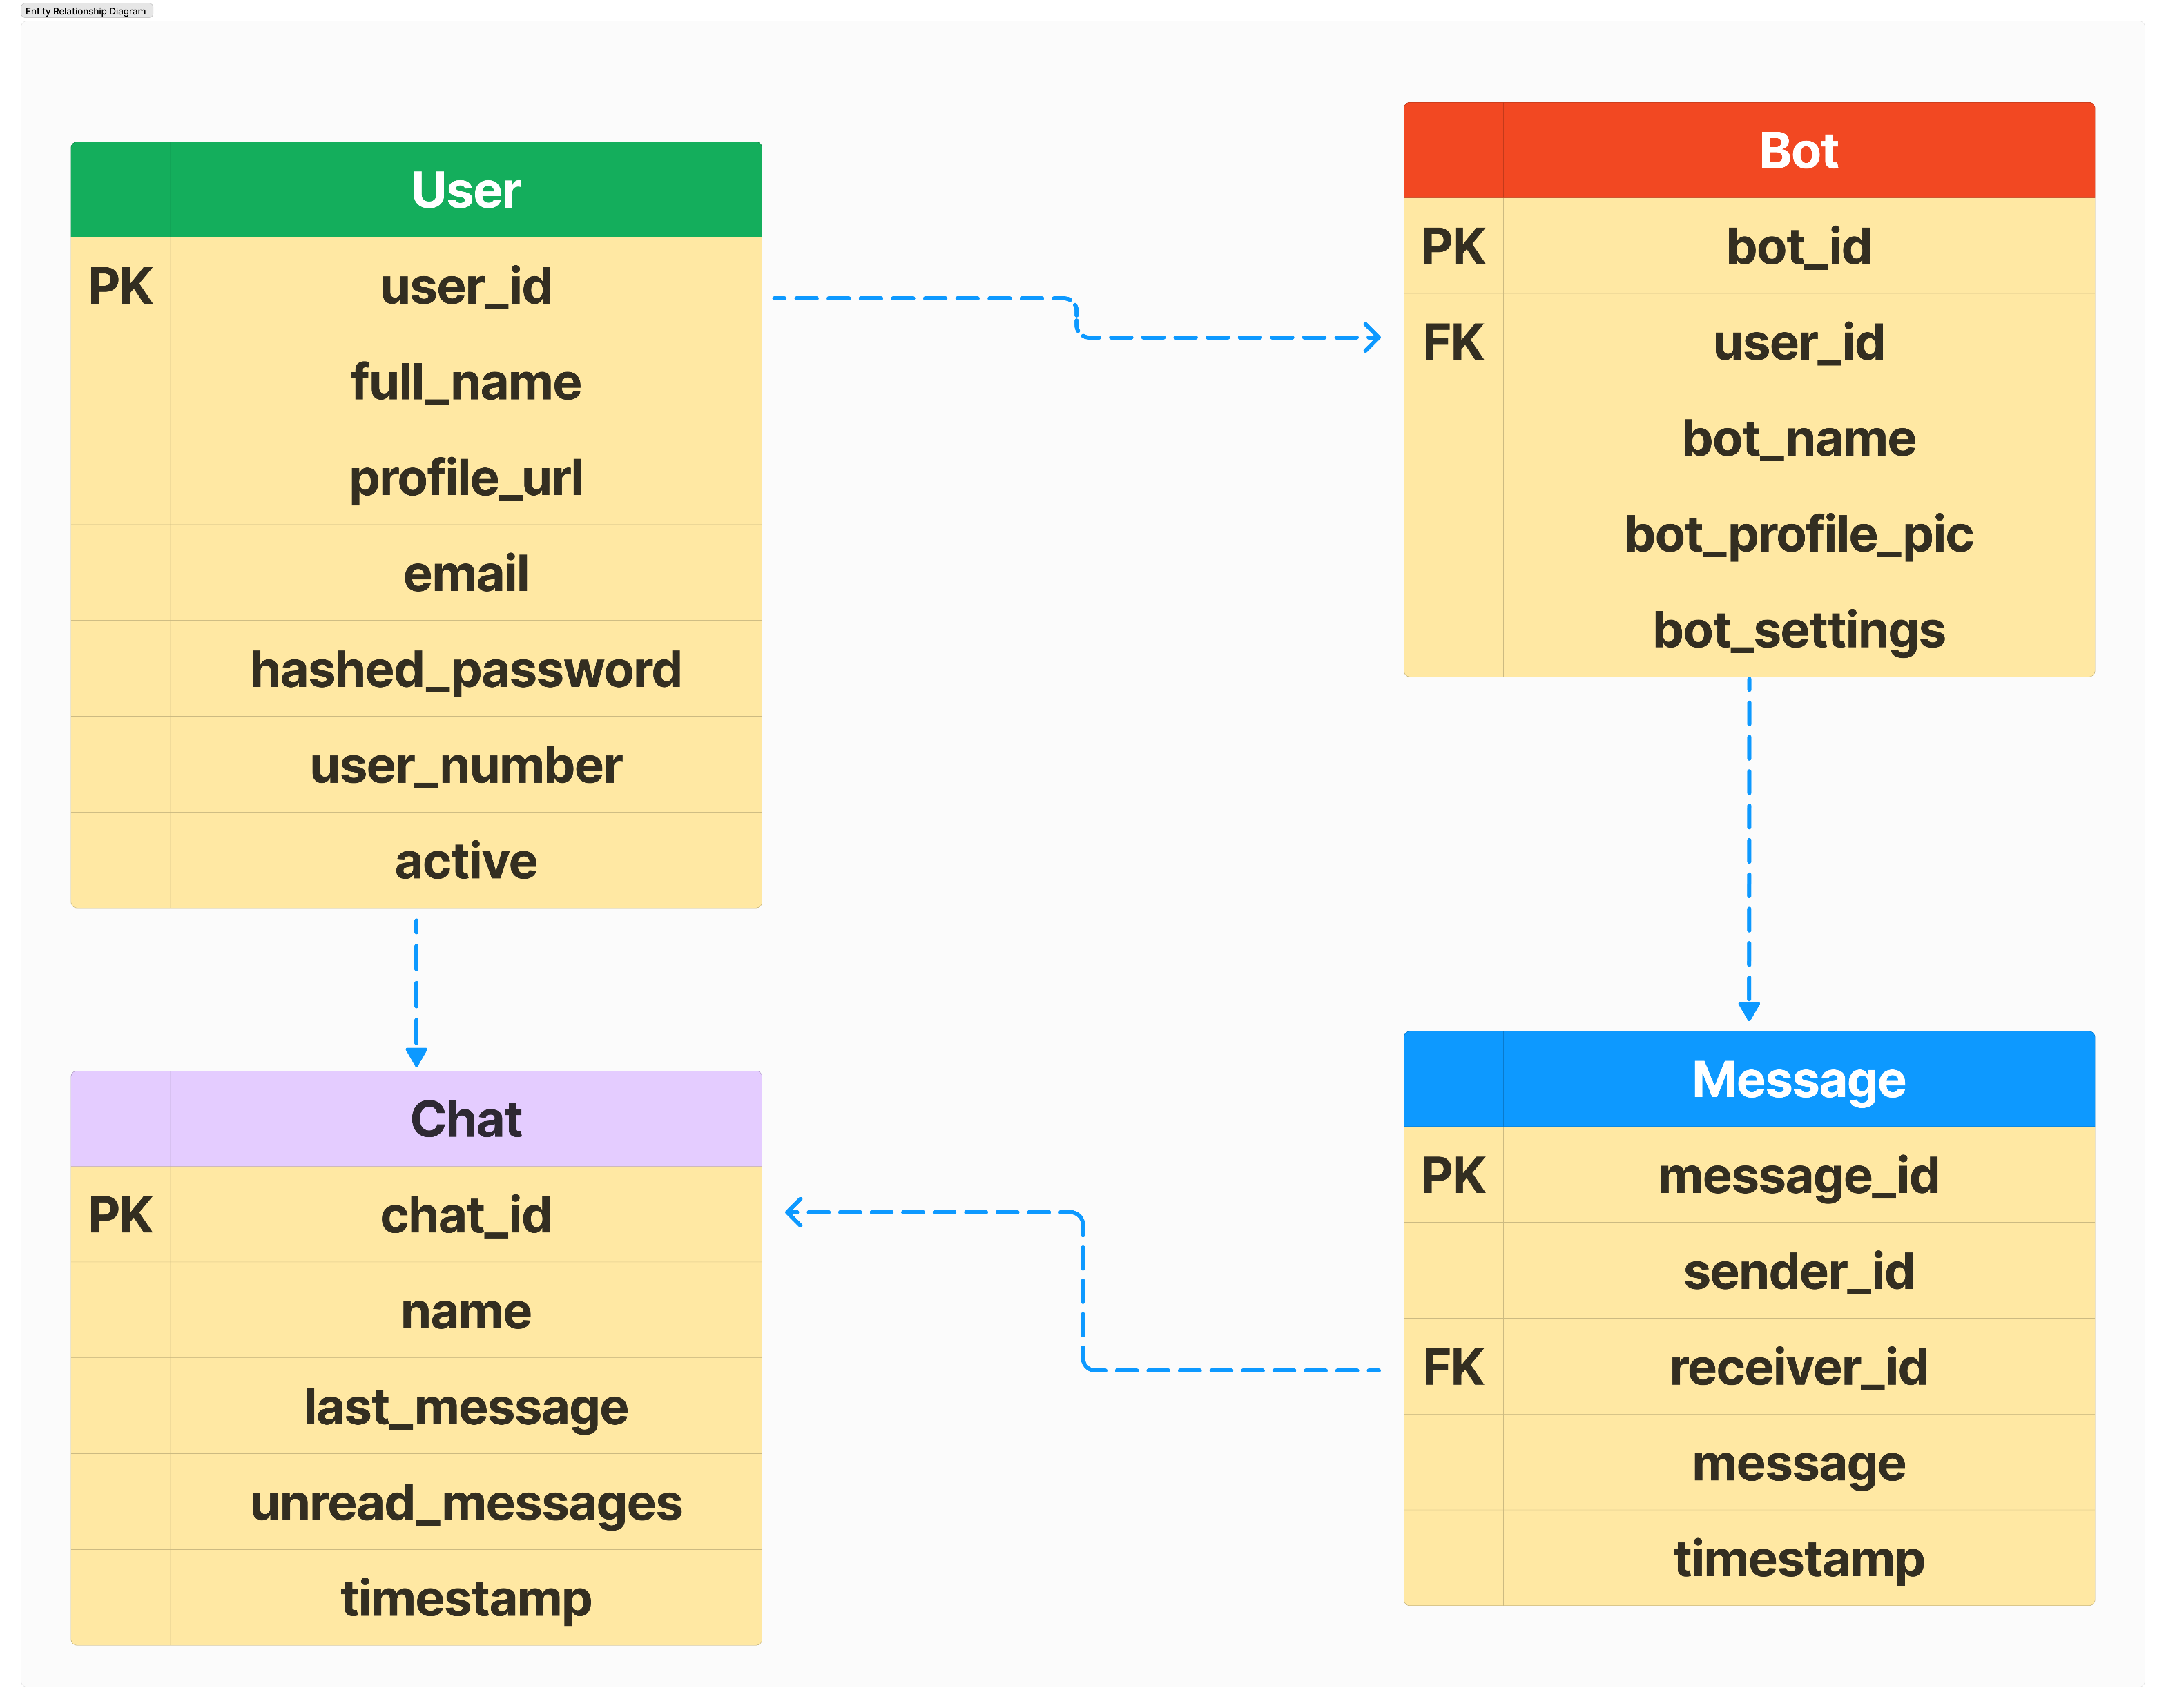 Entity Relationship Diagram
User
PK user_id
full_name
profile_url
email
hashed_password
user_number
active
Bot
PK bot_id
FK user_id
bot_name
bot_profile_pic
bot_settings
Chat
PK chat_id
name
last_message
unread_messages
timestamp
Message
PK message_id
sender_id
FK receiver_id
message
timestamp